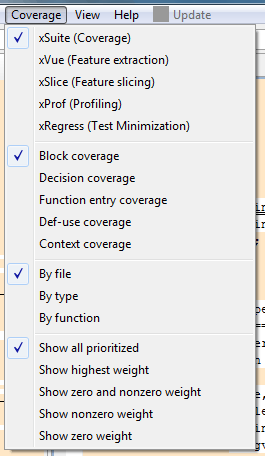 Coverage View Help Update
xSuite (Coverage)
xVue (Feature extraction)
xSlice (Feature slicing)
xProf (Profiling)
xRegress (Test Minimization)
Block coverage
Decision coverage
Function entry coverage
Def-use coverage
Context coverage
By file
By type
By function
Show all prioritized
Show highest weight
Show zero and nonzero weight
Show nonzero weight
Show zero weight